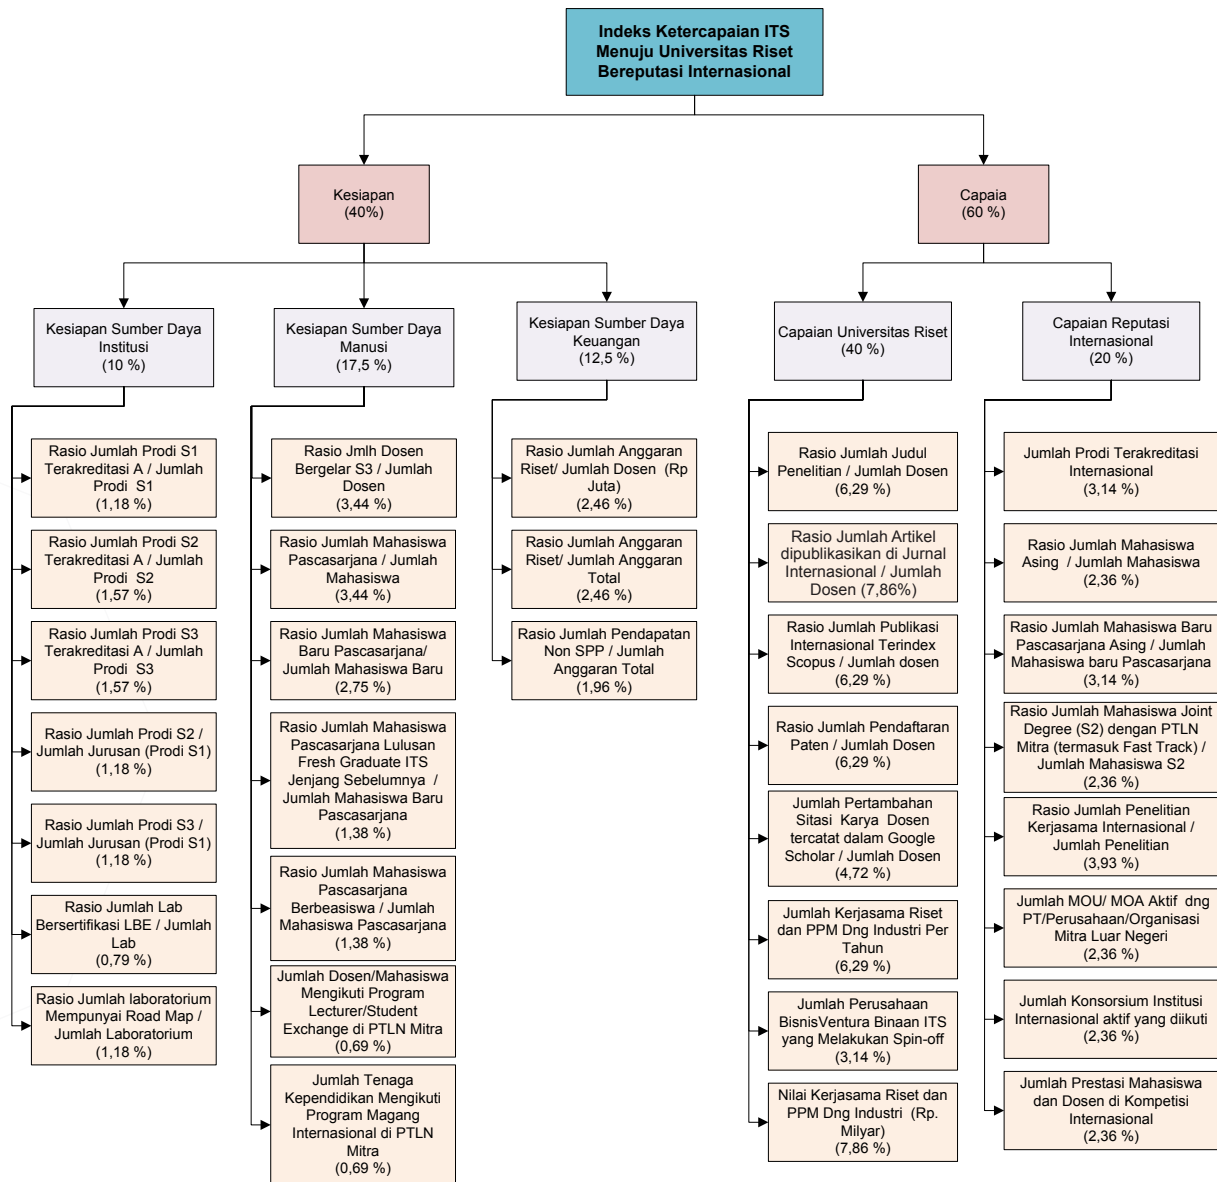 Indeks Ketercapaian ITS
Menuju Universitas Riset
Bereputasi Internasional
Kesiapan
(40%)
Capaia
(60 %)
Kesiapan Sumber Daya
Institusi
(10 %)
Kesiapan Sumber Daya
Manusi
(17,5 %)
Kesiapan Sumber Daya
Keuangan
(12,5 %)
Capaian Universitas Riset
(40 %)
Capaian Reputasi
Internasional
(20 %)
Rasio Jumlah Prodi S1
Terakreditasi A / Jumlah
Prodi  S1
(1,18 %)
Rasio Jumlah Prodi S2
Terakreditasi A / Jumlah
Prodi  S2
(1,57 %)
Rasio Jumlah Prodi S3
Terakreditasi A / Jumlah
Prodi  S3
(1,57 %)
Rasio Jumlah Prodi S2 /
Jumlah Jurusan (Prodi S1)
(1,18 %)
Rasio Jumlah Prodi S3 /
Jumlah Jurusan (Prodi S1)
(1,18 %)
Rasio Jumlah Lab
Bersertifikasi LBE / Jumlah
Lab
(0,79 %)
Rasio Jumlah laboratorium
Mempunyai Road Map /
Jumlah Laboratorium
(1,18 %)
Rasio Jmlh Dosen
Bergelar S3 / Jumlah
Dosen
(3,44 %)
Rasio Jumlah Mahasiswa
Pascasarjana / Jumlah
Mahasiswa
(3,44 %)
Rasio Jumlah Mahasiswa
Baru Pascasarjana/
Jumlah Mahasiswa Baru
(2,75 %)
Rasio Jumlah Mahasiswa
Pascasarjana Lulusan
Fresh Graduate ITS
Jenjang Sebelumnya  /
Jumlah Mahasiswa Baru
Pascasarjana
(1,38 %)
Rasio Jumlah Mahasiswa
Pascasarjana
Berbeasiswa / Jumlah
Mahasiswa Pascasarjana
(1,38 %)
Jumlah Dosen/Mahasiswa
Mengikuti Program
Lecturer/Student
Exchange di PTLN Mitra
(0,69 %)
Jumlah Tenaga
Kependidikan Mengikuti
Program Magang
Internasional di PTLN
Mitra
(0,69 %)
Rasio Jumlah Anggaran
Riset/ Jumlah Dosen  (Rp
Juta)
(2,46 %)
Rasio Jumlah Anggaran
Riset/ Jumlah Anggaran
Total
(2,46 %)
Rasio Jumlah Pendapatan
Non SPP / Jumlah
Anggaran Total
(1,96 %)
Rasio Jumlah Judul
Penelitian / Jumlah Dosen
(6,29 %)
Rasio Jumlah Artikel
dipublikasikan di Jurnal
Internasional / Jumlah
Dosen (7,86%)
Rasio Jumlah Publikasi
Internasional Terindex
Scopus / Jumlah dosen
(6,29 %)
Rasio Jumlah Pendaftaran
Paten / Jumlah Dosen
(6,29 %)
Jumlah Pertambahan
Sitasi  Karya  Dosen
tercatat dalam Google
Scholar / Jumlah Dosen
(4,72 %)
Jumlah Kerjasama Riset
dan PPM Dng Industri Per
Tahun
(6,29 %)
Jumlah Perusahaan
BisnisVentura Binaan ITS
yang Melakukan Spin-off
(3,14 %)
Nilai Kerjasama Riset dan
PPM Dng Industri  (Rp.
Milyar)
(7,86 %)
Jumlah Prodi Terakreditasi
Internasional
(3,14 %)
Rasio Jumlah Mahasiswa
Asing  / Jumlah Mahasiswa
(2,36 %)
Rasio Jumlah Mahasiswa Baru
Pascasarjana Asing / Jumlah
Mahasiswa baru Pascasarjana
(3,14 %)
Rasio Jumlah Mahasiswa Joint
Degree (S2) dengan PTLN
Mitra (termasuk Fast Track) /
Jumlah Mahasiswa S2
(2,36 %)
Rasio Jumlah Penelitian
Kerjasama Internasional /
Jumlah Penelitian
(3,93 %)
Jumlah MOU/ MOA Aktif  dng
PT/Perusahaan/Organisasi
Mitra Luar Negeri
(2,36 %)
Jumlah Konsorsium Institusi
Internasional aktif yang diikuti
(2,36 %)
Jumlah Prestasi Mahasiswa
dan Dosen di Kompetisi
Internasional
(2,36 %)